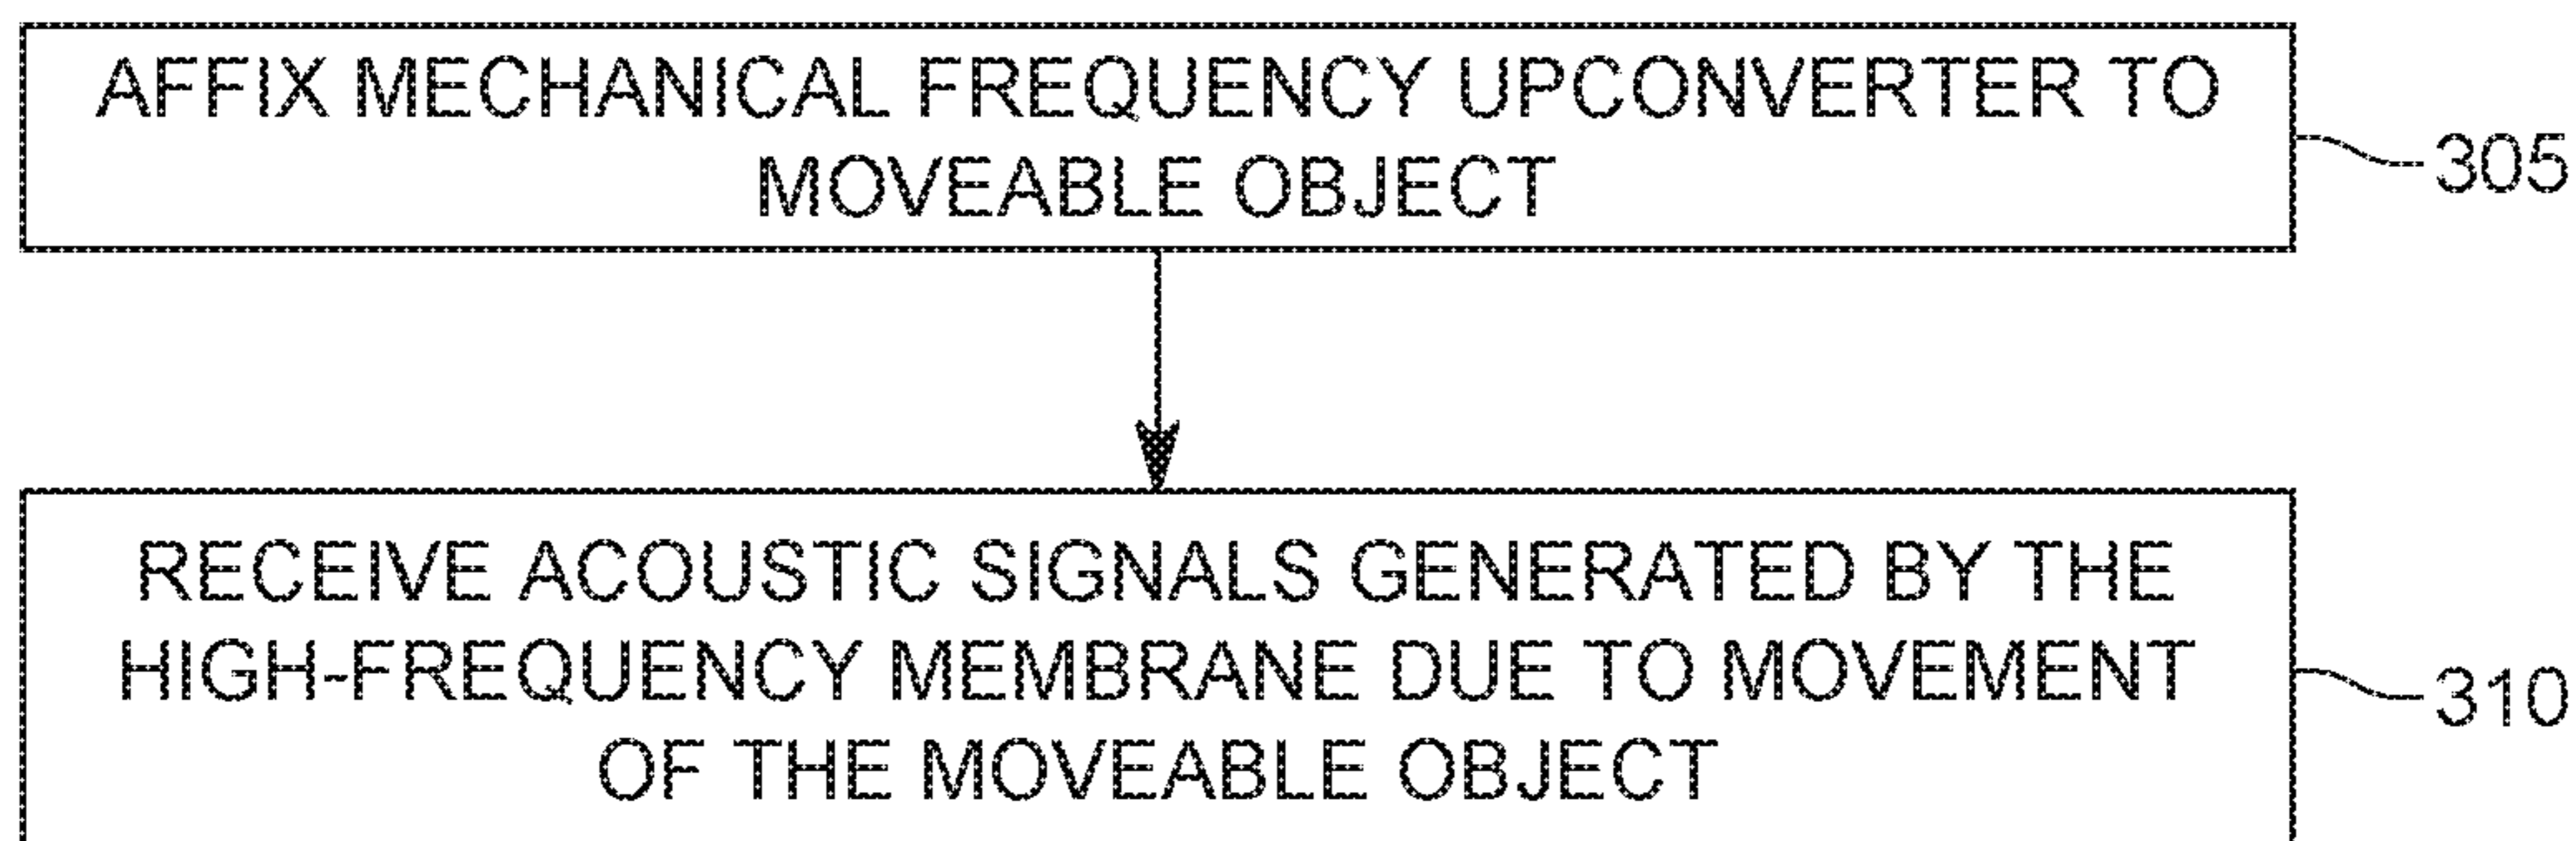 AFFIX MECHANICAL FREQUENCY UPCONVERTER TO
MOVEABLE OBJECT
305
RECEIVE ACOUSTIC SIGNALS GENERATED BY THE
HIGH-FREQUENCY MEMBRANE DUE TO MOVEMENT
OF THE MOVEABLE OBJECT
310